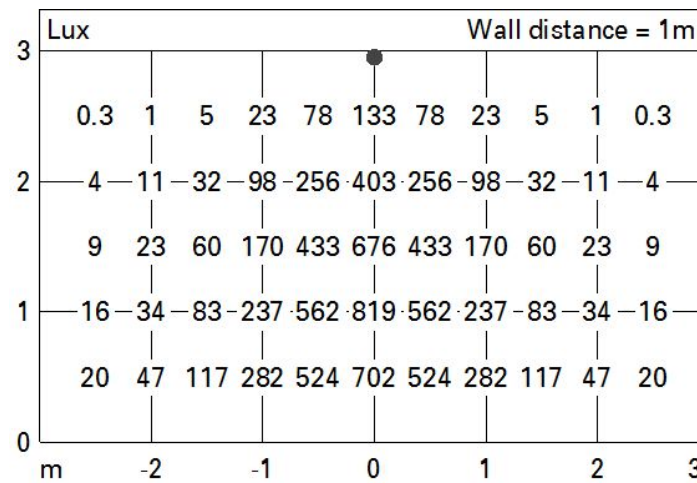 Lux Wall distance = 1m
3
0.3 1 5 23 78 133 78 23 5 1 0.3
2 4 11 32 98 256 403 256 98 32 11 4
9 23 60 170 433 676 433 170 60 23 9
1 16 34 83 237 562 819 562 237 83 34 16
20 47 117 282 524 702 524 282 117 47 20
0
m -2 -1 0 1 2 3